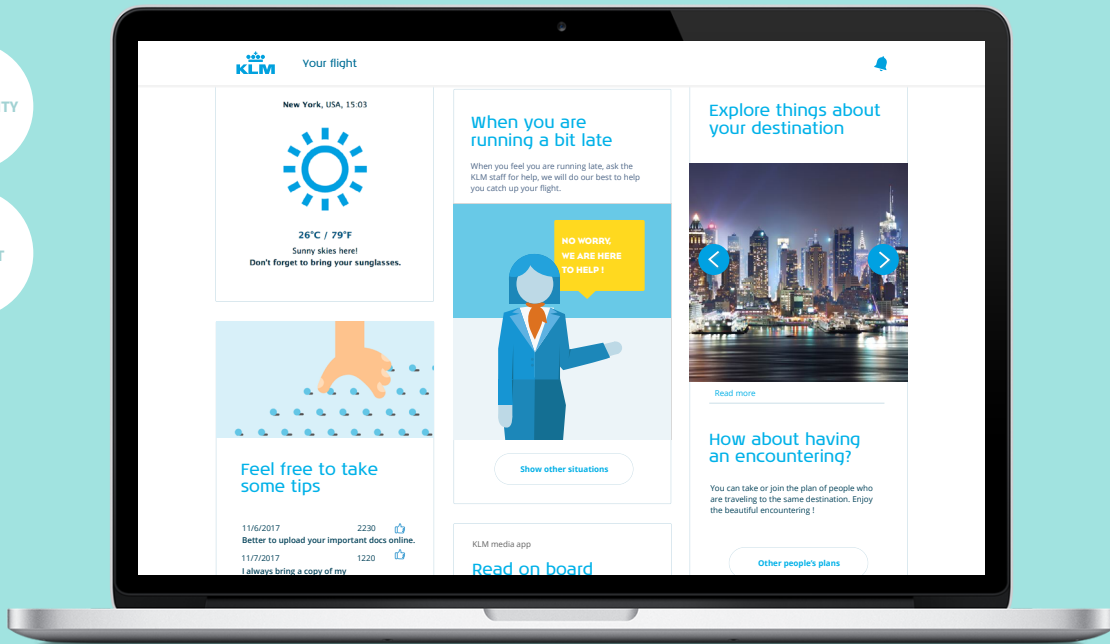 TY
T
KLM
Your flight
New York, USA, 15:03
26°C / 79°F
Sunny skies here!
Don't forget to bring your sunglasses.
Feel free to take
some tips
11/6/2017 2230
Better to upload your important docs online.
11/7/2017 1220
I always bring a copy of my
When you are
running a bit late
When you feel you are running late, ask the
KLM staff for help, we will do our best to help
you catch up your flight.
NO WORRY,
WE ARE HERE
TO HELP !
Show other situations
KLM media app
Read on board
Explore things about
your destination
Read more
How about having
an encountering?
You can take or join the plan of people who
are traveling to the same destination. Enjoy
the beautiful encountering !
Other people's plans